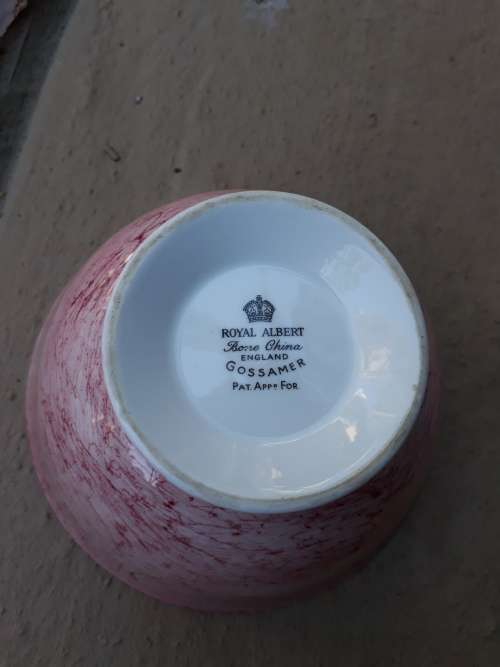 ROYAL ALBERT
Bone China
ENGLAND
GOSSAMER
PAT. APPD FOR